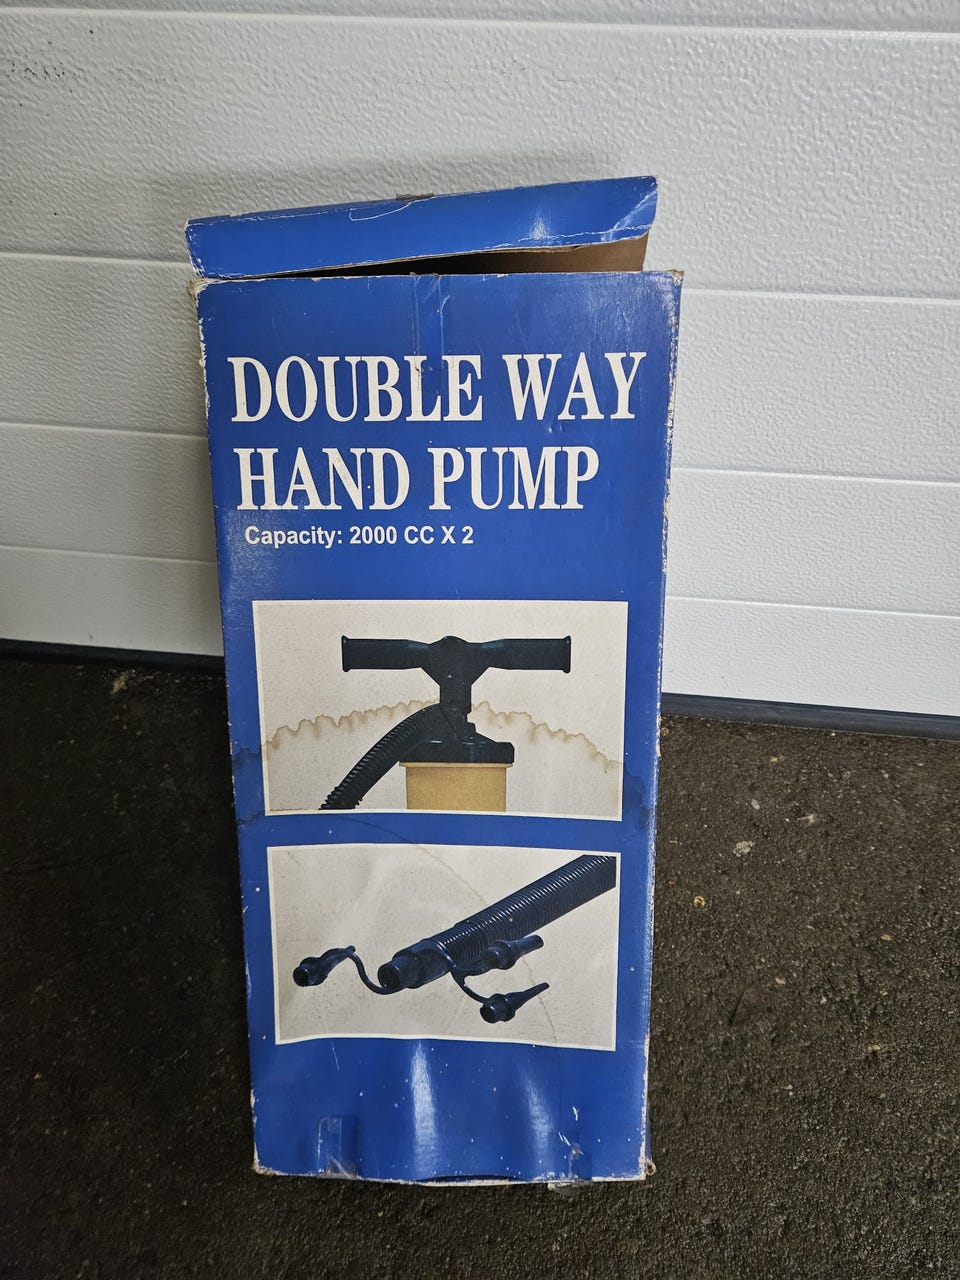 DOUBLE WAY
HAND PUMP
Capacity: 2000 CC X 2